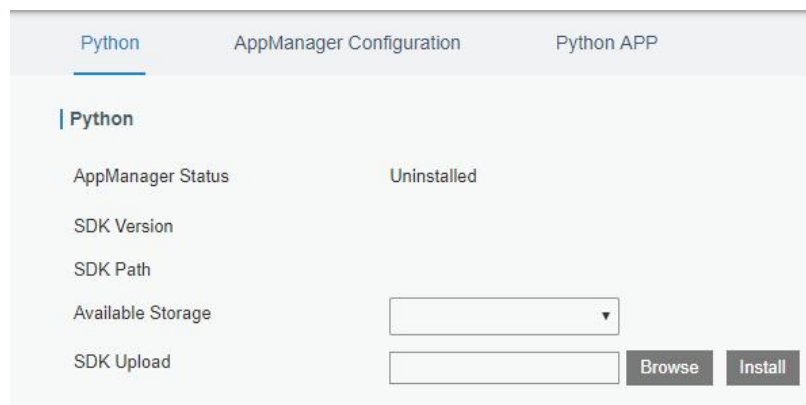 Python AppManager Configuration Python APP
Python
AppManager Status Uninstalled
SDK Version
SDK Path
Available Storage
SDK Upload Browse Install